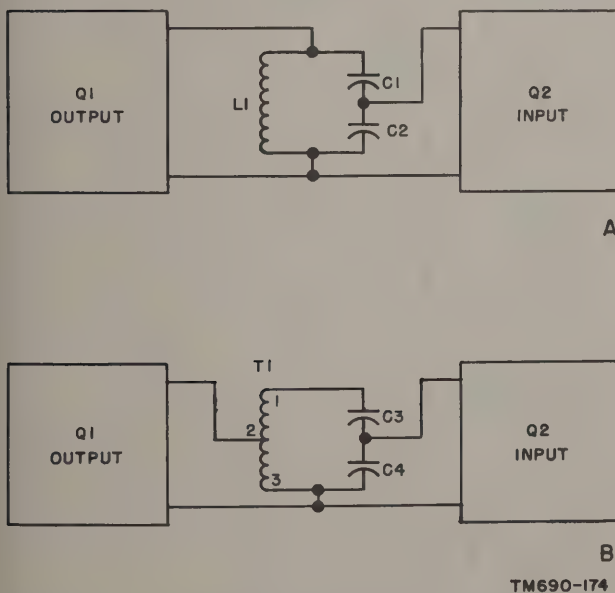 Q1
OUTPUT
L1
C1
C2
Q2
INPUT
A
T1
Q1
OUTPUT
1
2
3
C3
C4
Q2
INPUT
B
TM690-174